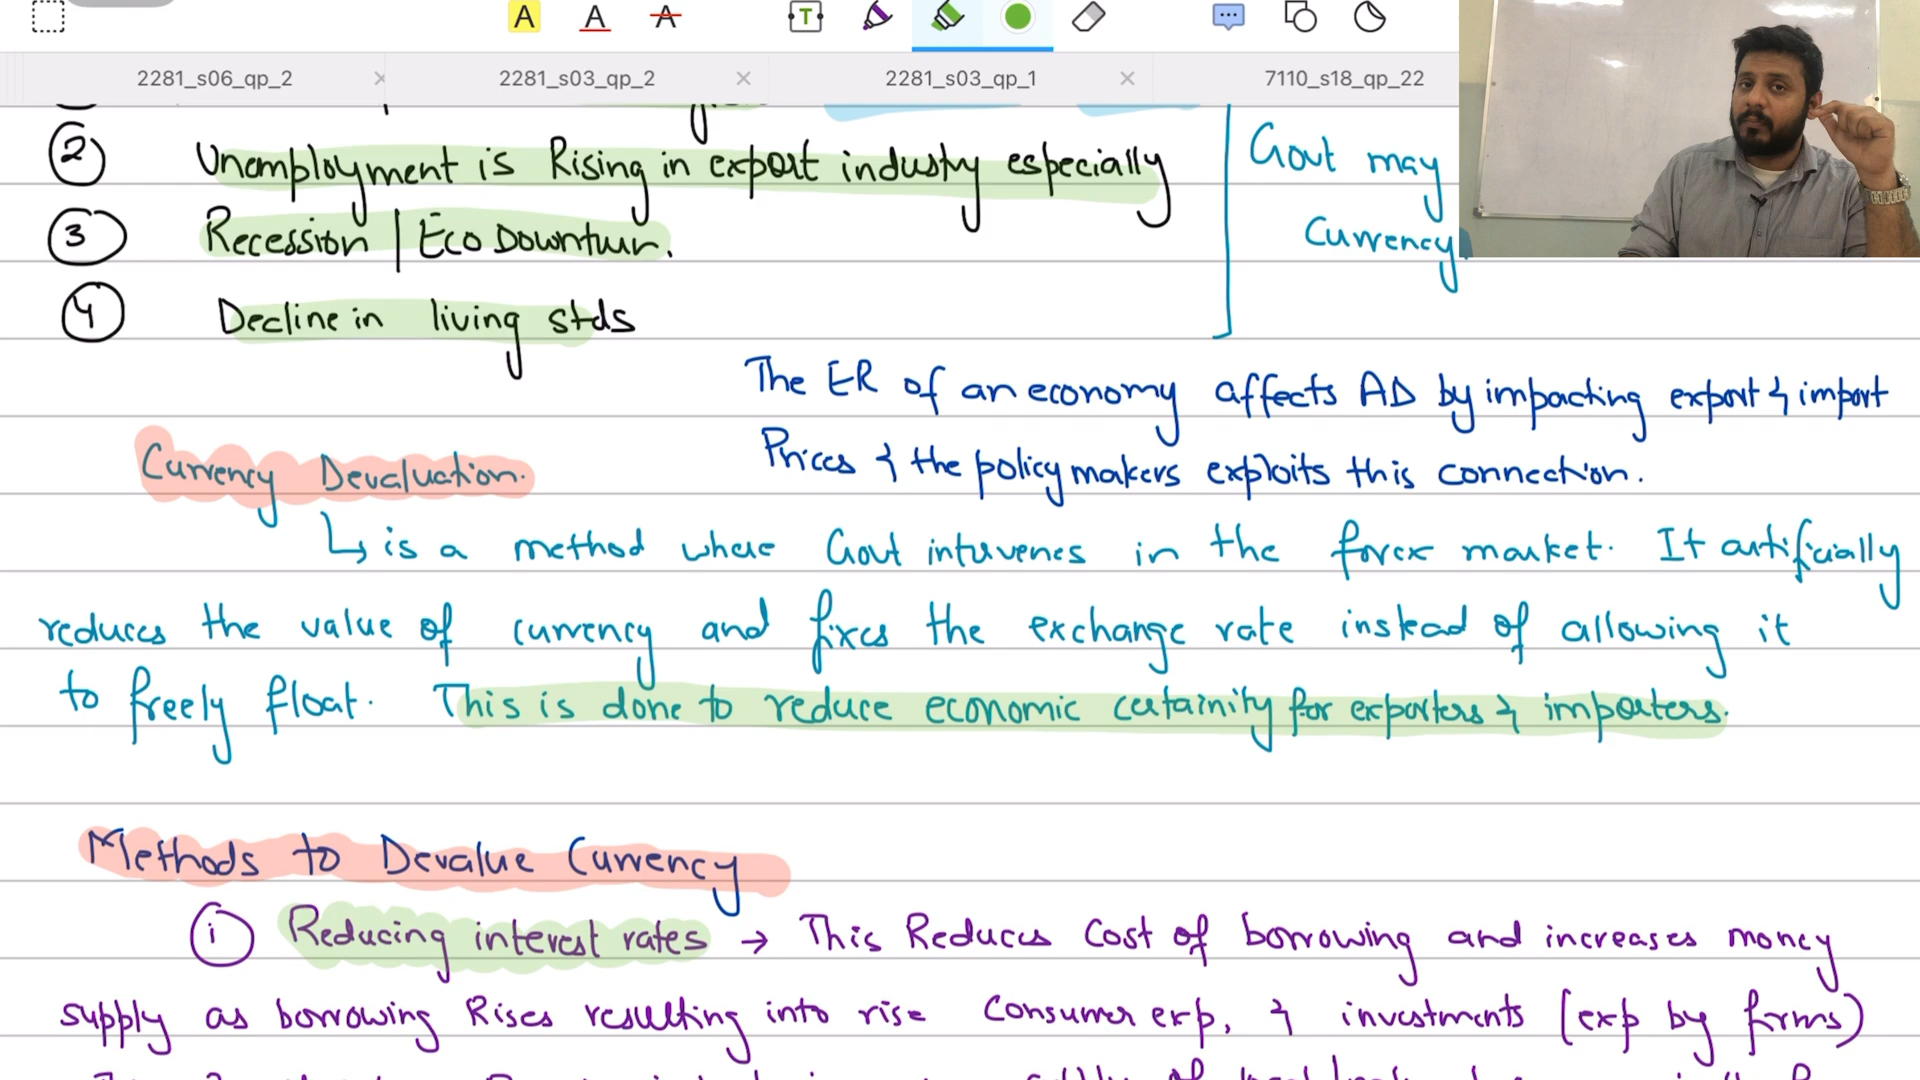 A A A T
2281_s06_qp_2 × 2281_s03_qp_2 × 2281_s03_qp_1 × 7110_s18_qp_22
2 Unemployment is Rising in export industry especially
Govt may
3 Recession | Eco Downturn.
Currency
4 Decline in living stds
The ER of an economy affects AD by impacting export & import
Prices & the policy makers exploits this connection.
Currency Devaluation.
↳ is a method where Govt intervenes in the forex market. It artificially
reduces the value of currency and fixes the exchange rate instead of allowing it
to freely float. This is done to reduce economic certainity for exporters & importers.
Methods to Devalue Currency
i Reducing interest rates → This Reduces Cost of borrowing and increases money
supply as borrowing Rises resulting into rise Consumer exp. & investments (exp by firms)